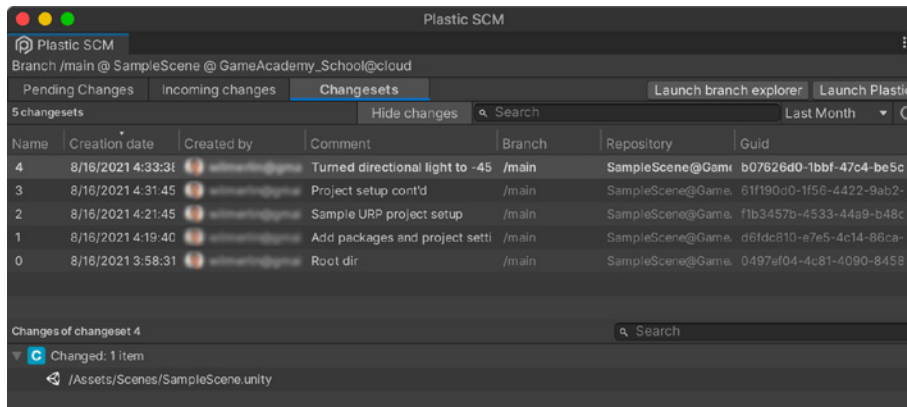 Plastic SCM
Plastic SCM
Branch /main @ SampleScene @ GameAcademy_School@cloud
Pending Changes Incoming changes Changesets Launch branch explorer Launch Plastic
5 changesets Hide changes Search Last Month
Name Creation date Created by Comment Branch Repository Guid
4 8/16/2021 4:33:38 Turned directional light to -45 /main SampleScene@Game b07626d0-1bbf-47c4-be5c
3 8/16/2021 4:31:45 Project setup cont'd /main SampleScene@Game. 61f190d0-1f56-4422-9ab2-
2 8/16/2021 4:21:45 Sample URP project setup /main SampleScene@Game. f1b3457b-4533-44a9-b48c
1 8/16/2021 4:19:40 Add packages and project setti /main SampleScene@Game. d6fdc810-e7e5-4c14-86ca-
0 8/16/2021 3:58:31 Root dir /main SampleScene@Game. 0497ef04-4c81-4090-8458
Changes of changeset 4 Search
C Changed: 1 item
/Assets/Scenes/SampleScene.unity